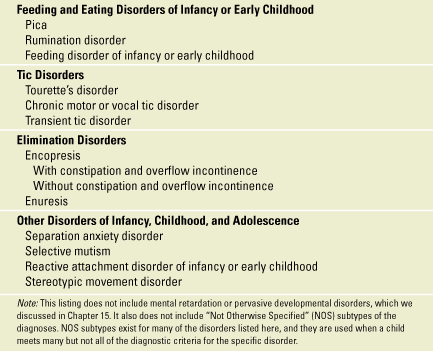 Feeding and Eating Disorders of Infancy or Early Childhood
Pica
Rumination disorder
Feeding disorder of infancy or early childhood
Tic Disorders
Tourette's disorder
Chronic motor or vocal tic disorder
Transient tic disorder
Elimination Disorders
Encopresis
With constipation and overflow incontinence
Without constipation and overflow incontinence
Enuresis
Other Disorders of Infancy, Childhood, and Adolescence
Separation anxiety disorder
Selective mutism
Reactive attachment disorder of infancy or early childhood
Stereotypic movement disorder
Note: This listing does not include mental retardation or pervasive developmental disorders, which we
discussed in Chapter 15. It also does not include "Not Otherwise Specified" (NOS) subtypes of the
diagnoses. NOS subtypes exist for many of the disorders listed here, and they are used when a child
meets many but not all of the diagnostic criteria for the specific disorder.